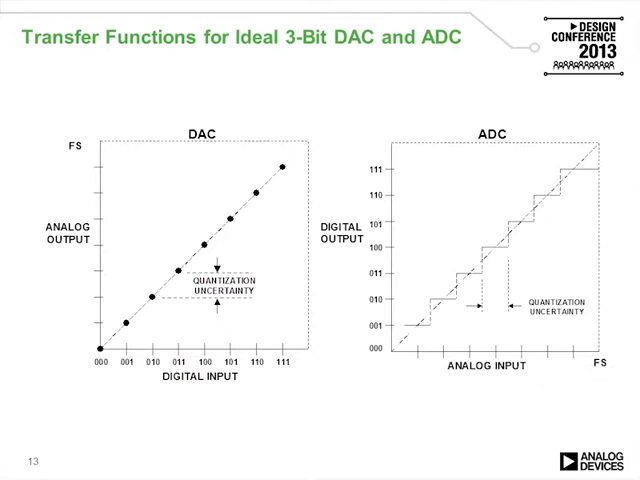 Transfer Functions for Ideal 3-Bit DAC and ADC
DESIGN
CONFERENCE
2013
DAC
FS
ANALOG
OUTPUT
QUANTIZATION
UNCERTAINTY
000 001 010 011 100 101 110 111
DIGITAL INPUT
ADC
111
110
101
100
011
010
001
000
DIGITAL
OUTPUT
QUANTIZATION
UNCERTAINTY
ANALOG INPUT
FS
13
ANALOG
DEVICES